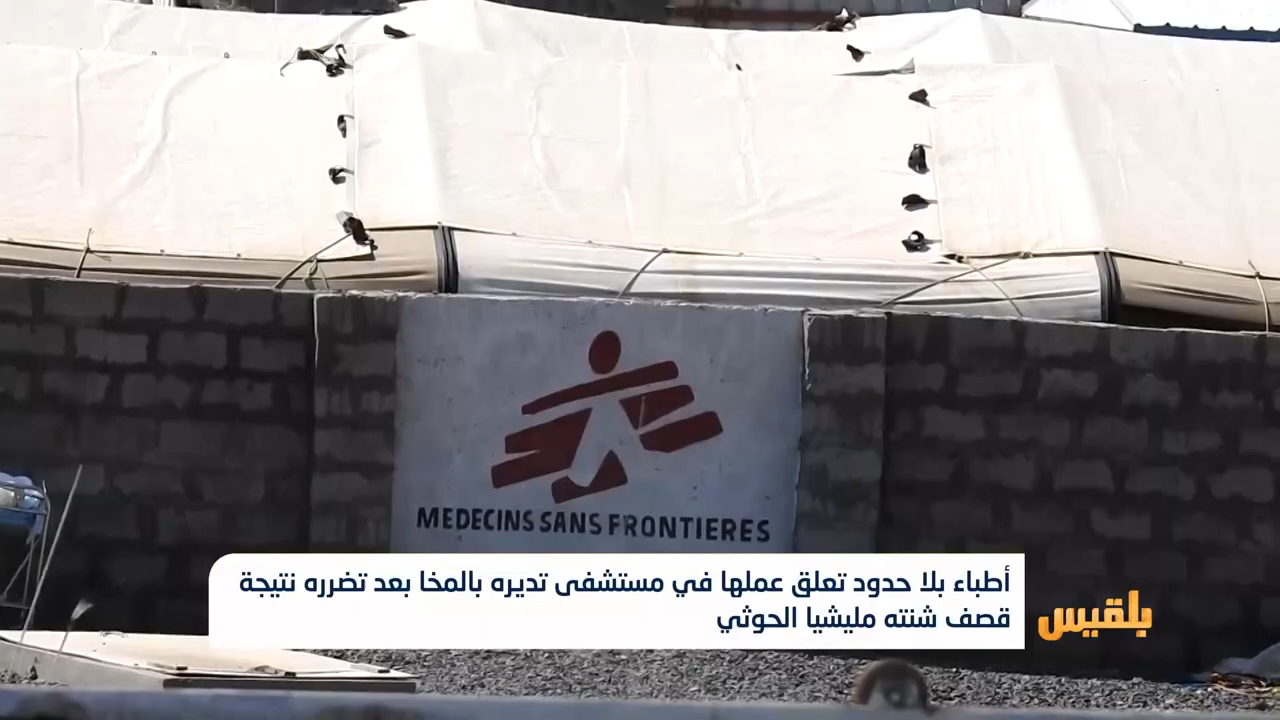 MEDECINS SANS FRONTIERES
أطباء بلا حدود تعلق عملها في مستشفى تديره بالمخا بعد تضرره نتيجة
قصف شنته مليشيا الحوثي
بلقيس